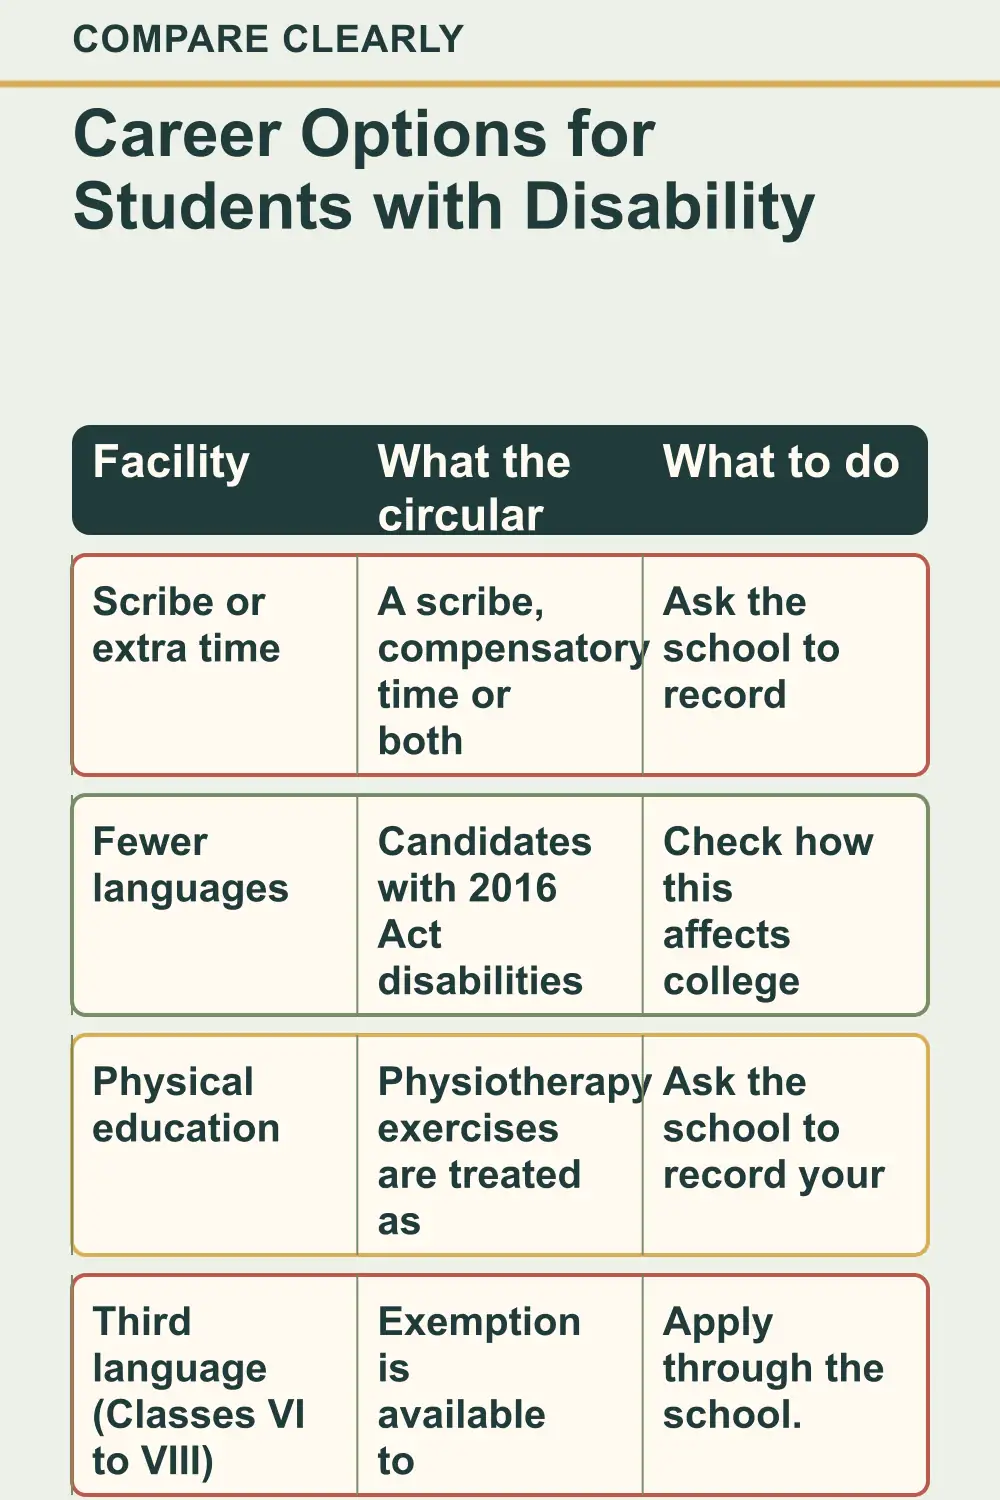 COMPARE CLEARLY
Career Options for
Students with Disability
Facility
What the
circular
What to do
Scribe or
extra time
A scribe,
compensatory
time or
both
Ask the
school to
record
Fewer
languages
Candidates
with 2016
Act
disabilities
Check how
this
affects
college
Physical
education
Physiotherapy
exercises
are treated
as
Ask the
school to
record your
Third
language
(Classes VI
to VIII)
Exemption
is
available
to
Apply
through the
school.